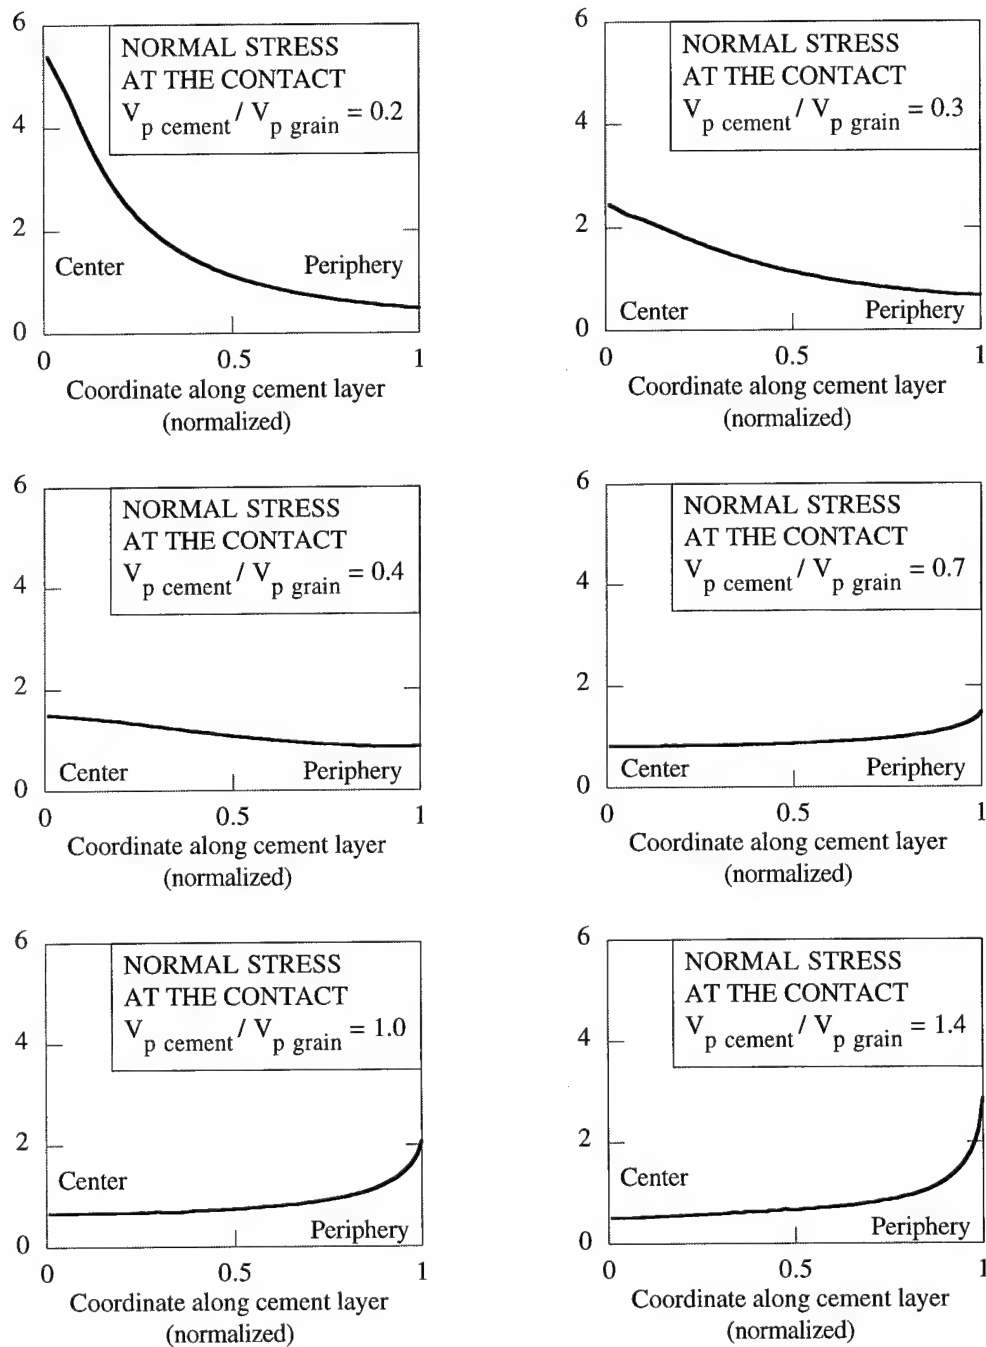 6
NORMAL STRESS
AT THE CONTACT
V p cement / V p grain = 0.2
4
2
Center
Periphery
0
0 0.5 1
Coordinate along cement layer
(normalized)
6
NORMAL STRESS
AT THE CONTACT
V p cement / V p grain = 0.3
4
2
Center
Periphery
0
0 0.5 1
Coordinate along cement layer
(normalized)
6
NORMAL STRESS
AT THE CONTACT
V p cement / V p grain = 0.4
4
2
Center
Periphery
0
0 0.5 1
Coordinate along cement layer
(normalized)
6
NORMAL STRESS
AT THE CONTACT
V p cement / V p grain = 0.7
4
2
Center
Periphery
0
0 0.5 1
Coordinate along cement layer
(normalized)
6
NORMAL STRESS
AT THE CONTACT
V p cement / V p grain = 1.0
4
2
Center
Periphery
0
0 0.5 1
Coordinate along cement layer
(normalized)
6
NORMAL STRESS
AT THE CONTACT
V p cement / V p grain = 1.4
4
2
Center
Periphery
0
0 0.5 1
Coordinate along cement layer
(normalized)